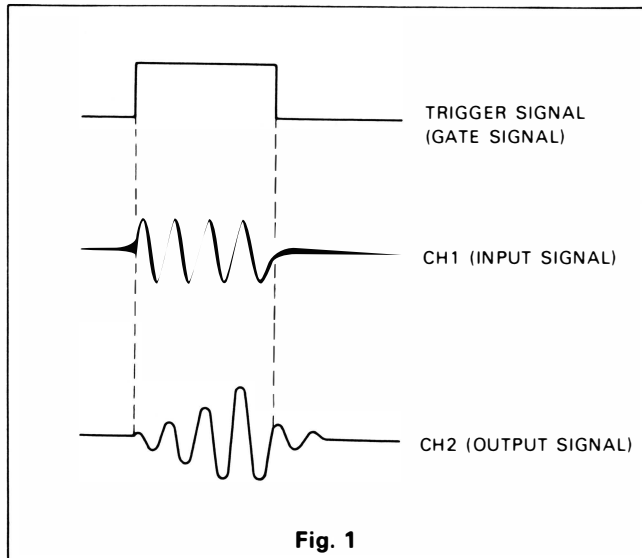 TRIGGER SIGNAL
(GATE SIGNAL)
CH1 (INPUT SIGNAL)
CH2 (OUTPUT SIGNAL)
Fig. 1